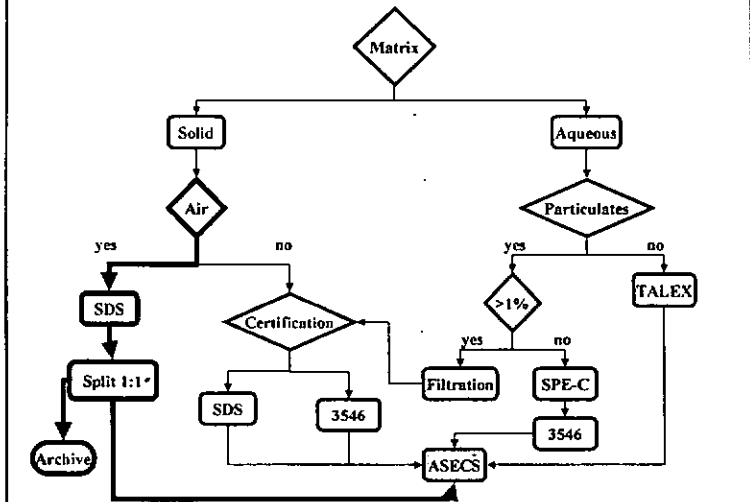 Matrix
Solid
Aqueous
Air
Particulates
yes
no
yes
no
SDS
Certification
>1%
TALEX
yes
no
Split 1:1*
SDS
3546
Filtration
SPE-C
3546
Archive
ASECS